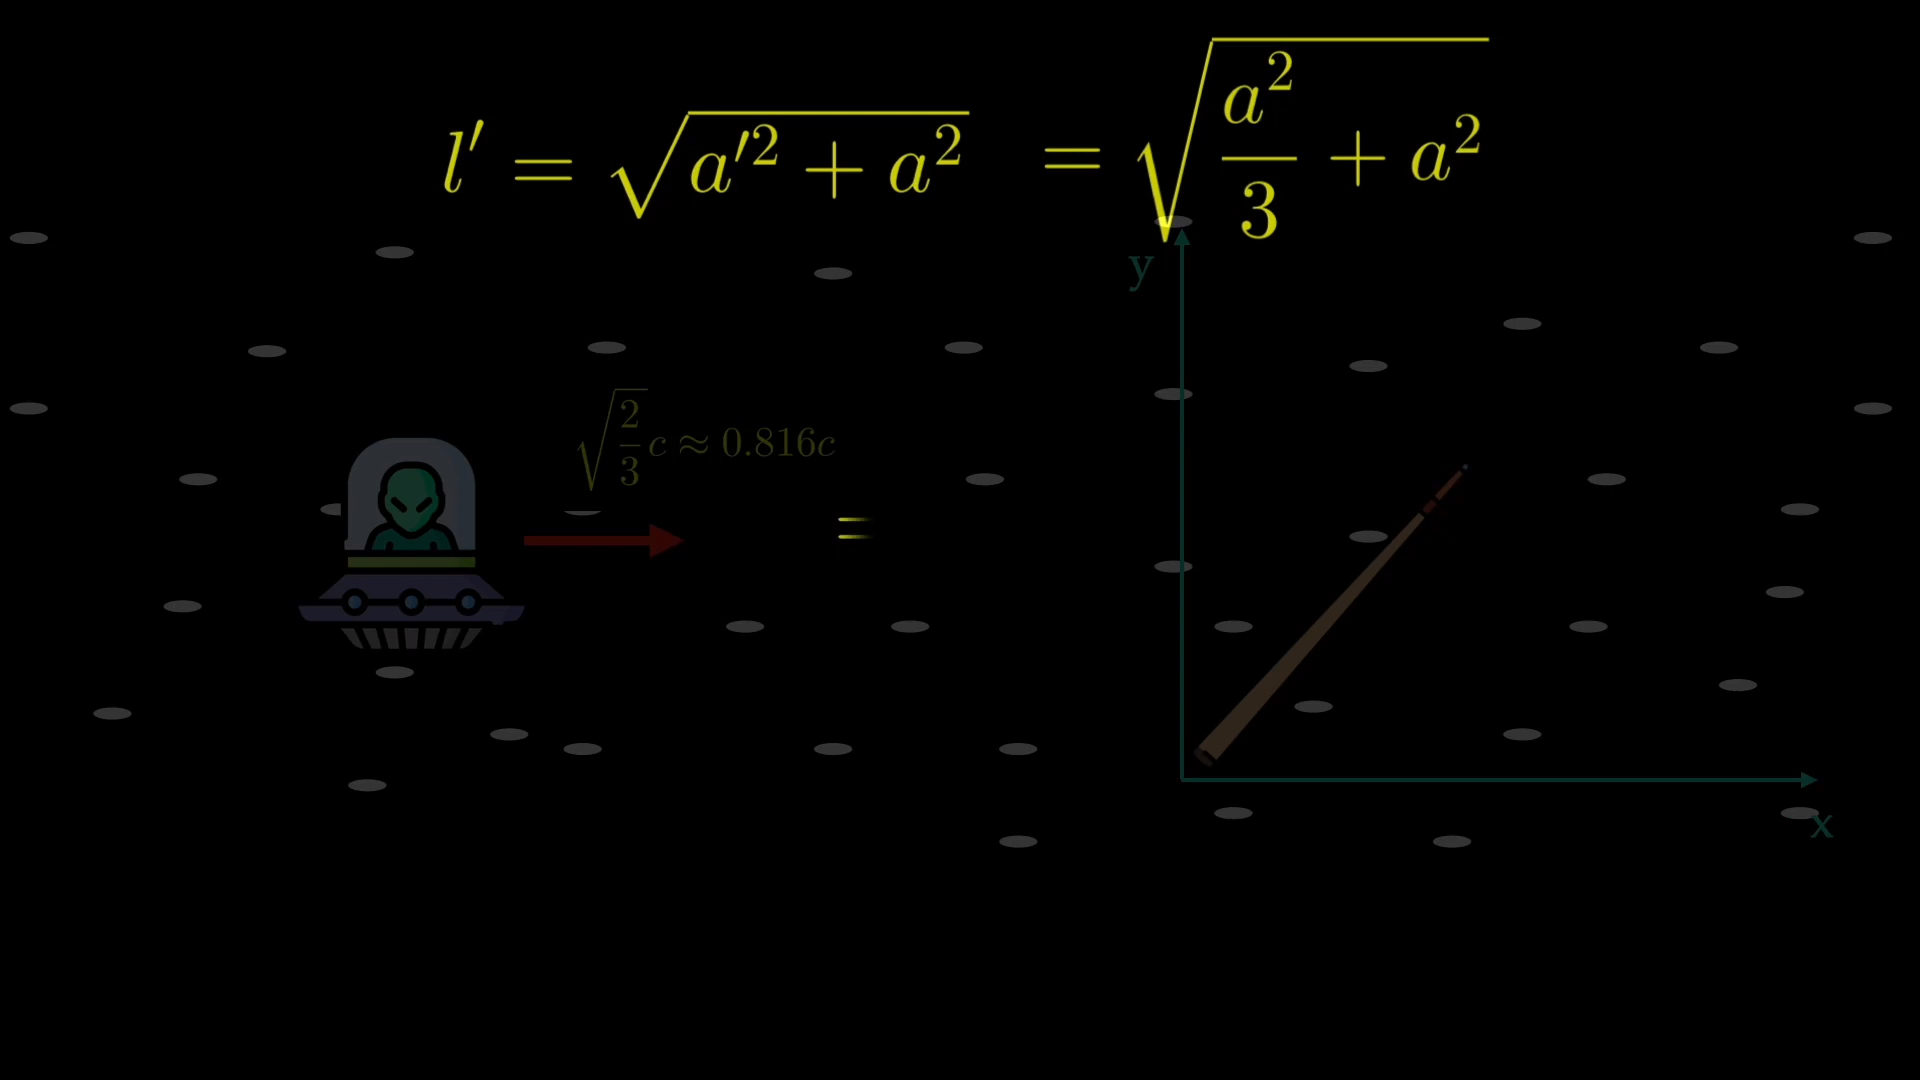 l′ = √(a′² + a²) = √(a²/3 + a²)
y
√(2/3) c ≈ 0.816c
=
x